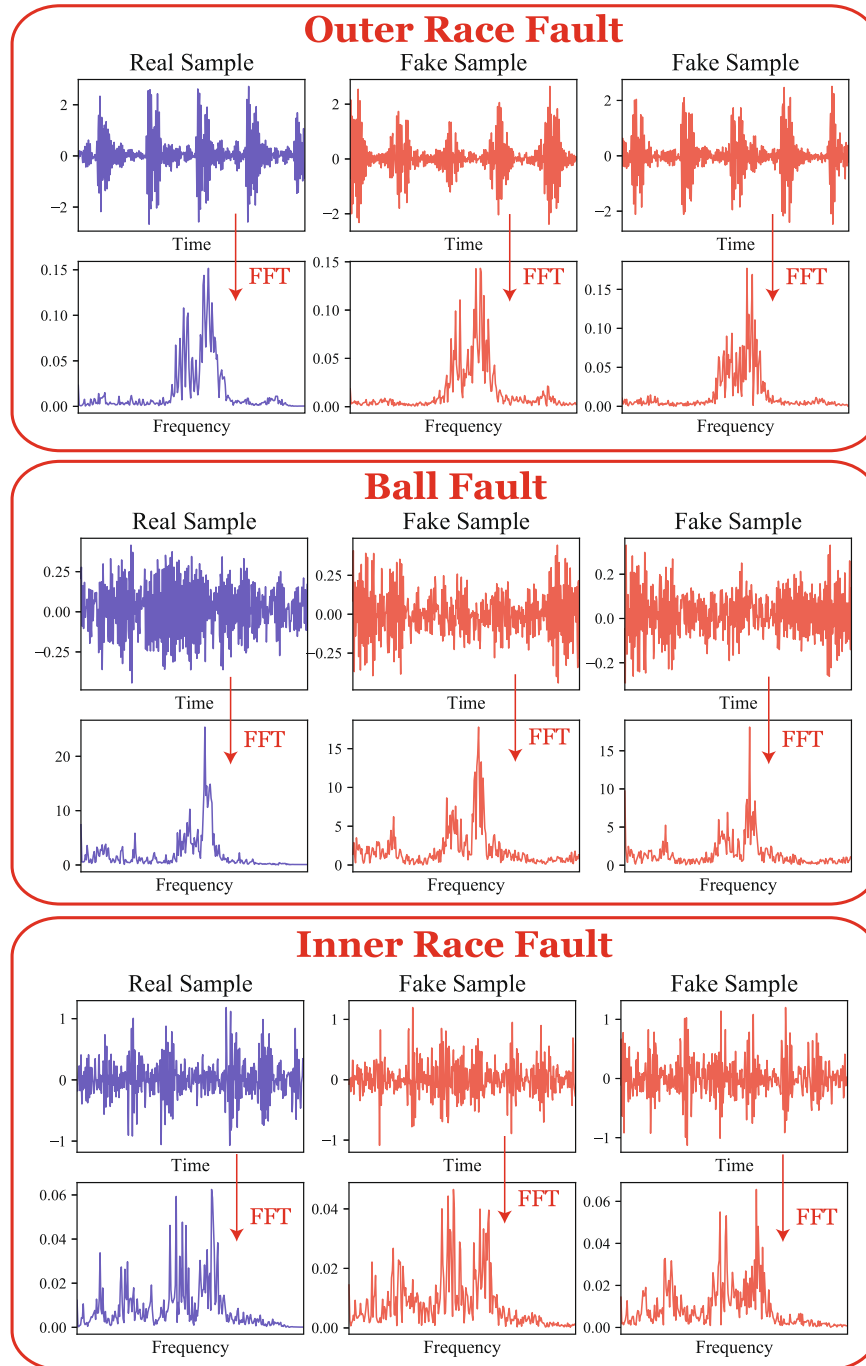 Outer Race Fault
Real Sample Fake Sample Fake Sample
2 2 2
0 0 0
−2 −2 −2
Time Time Time
FFT FFT FFT
0.15 0.15 0.15
0.10 0.10 0.10
0.05 0.05 0.05
0.00 0.00 0.00
Frequency Frequency Frequency
Ball Fault
Real Sample Fake Sample Fake Sample
0.25 0.25 0.2
0.00 0.00 0.0
−0.25 −0.25 −0.2
Time Time Time
FFT FFT FFT
20 15 15
10 10 10
5 5
0 0 0
Frequency Frequency Frequency
Inner Race Fault
Real Sample Fake Sample Fake Sample
1 1 1
0 0 0
−1 −1 −1
Time Time Time
FFT FFT FFT
0.06 0.04 0.06
0.04 0.04
0.02 0.02 0.02
0.00 0.00 0.00
Frequency Frequency Frequency